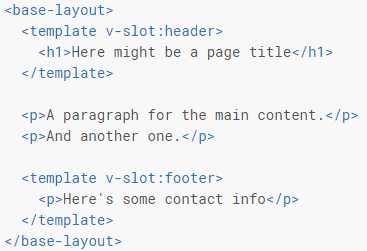 <base-layout>
  <template v-slot:header>
    <h1>Here might be a page title</h1>
  </template>

  <p>A paragraph for the main content.</p>
  <p>And another one.</p>

  <template v-slot:footer>
    <p>Here's some contact info</p>
  </template>
</base-layout>